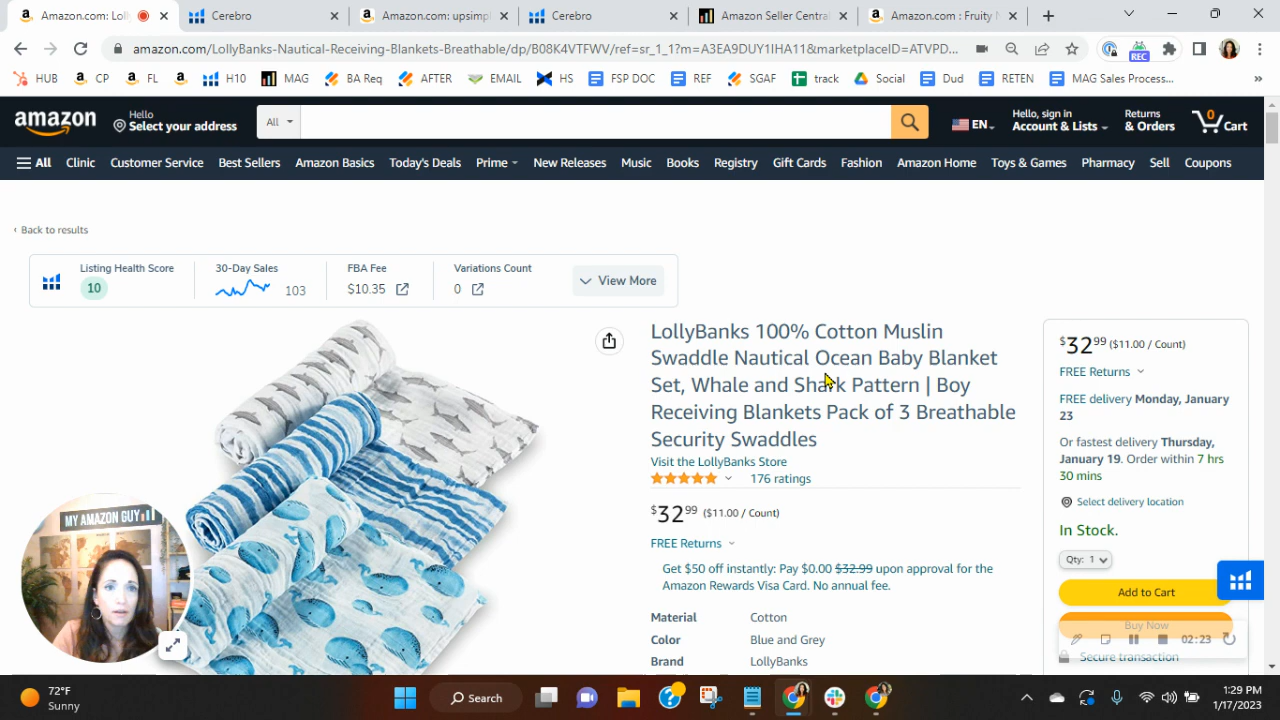 Amazon.com: Loll
Cerebro
Amazon.com: upsimpl
Cerebro
Amazon Seller Central
Amazon.com : Fruity N
amazon.com/LollyBanks-Nautical-Receiving-Blankets-Breathable/dp/B08K4VTFWV/ref=sr_1_1?m=A3EA9DJY1IHA11&marketplaceID=ATVPD...
REC
HUB CP FL H10 MAG BA Req AFTER EMAIL HS FSP DOC REF SGAF track Social Dud RETEN MAG Sales Process...
amazon
Hello
Select your address
All
EN
Hello, sign in
Account & Lists
Returns
& Orders
0
Cart
All Clinic Customer Service Best Sellers Amazon Basics Today's Deals Prime New Releases Music Books Registry Gift Cards Fashion Amazon Home Toys & Games Pharmacy Sell Coupons
‹ Back to results
Listing Health Score
10
30-Day Sales
103
FBA Fee
$10.35
Variations Count
0
View More
LollyBanks 100% Cotton Muslin
Swaddle Nautical Ocean Baby Blanket
Set, Whale and Shark Pattern | Boy
Receiving Blankets Pack of 3 Breathable
Security Swaddles
Visit the LollyBanks Store
176 ratings
$32.99 ($11.00 / Count)
FREE Returns
Get $50 off instantly: Pay $0.00 $32.99 upon approval for the
Amazon Rewards Visa Card. No annual fee.
Material Cotton
Color Blue and Grey
Brand LollyBanks
$32.99 ($11.00 / Count)
FREE Returns
FREE delivery Monday, January
23
Or fastest delivery Thursday,
January 19. Order within 7 hrs
30 mins
Select delivery location
In Stock.
Qty: 1
Add to Cart
Buy Now
02:23
Secure transaction
MY AMAZON GUY
72°F
Sunny
Search
1:29 PM
1/17/2023